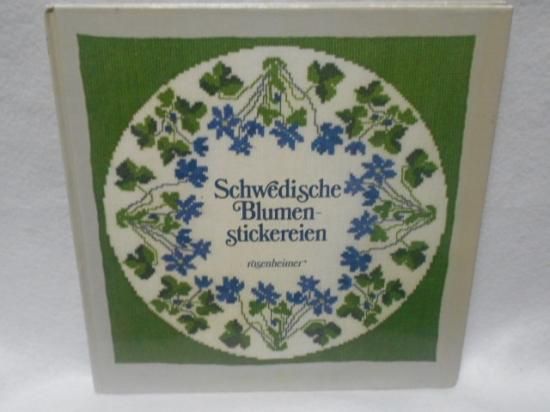 Schwedische
Blumen-
stickereien
rosenheimer